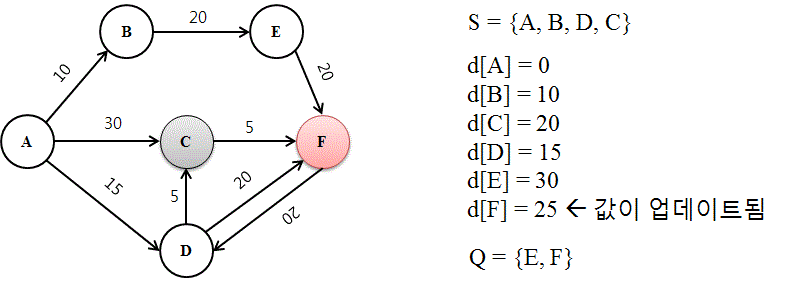 B
20
E
10
20
A
30
C
5
F
15
5
20
20
D
S = {A, B, D, C}
d[A] = 0
d[B] = 10
d[C] = 20
d[D] = 15
d[E] = 30
d[F] = 25 ← 값이 업데이트됨
Q = {E, F}